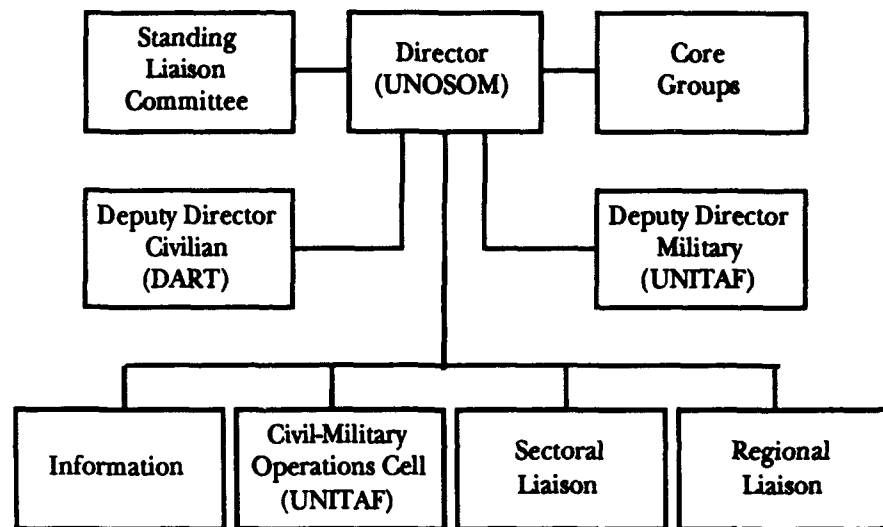 Standing
Liaison
Committee
Director
(UNOSOM)
Core
Groups
Deputy Director
Civilian
(DART)
Deputy Director
Military
(UNITAF)
Information
Civil-Military
Operations Cell
(UNITAF)
Sectoral
Liaison
Regional
Liaison